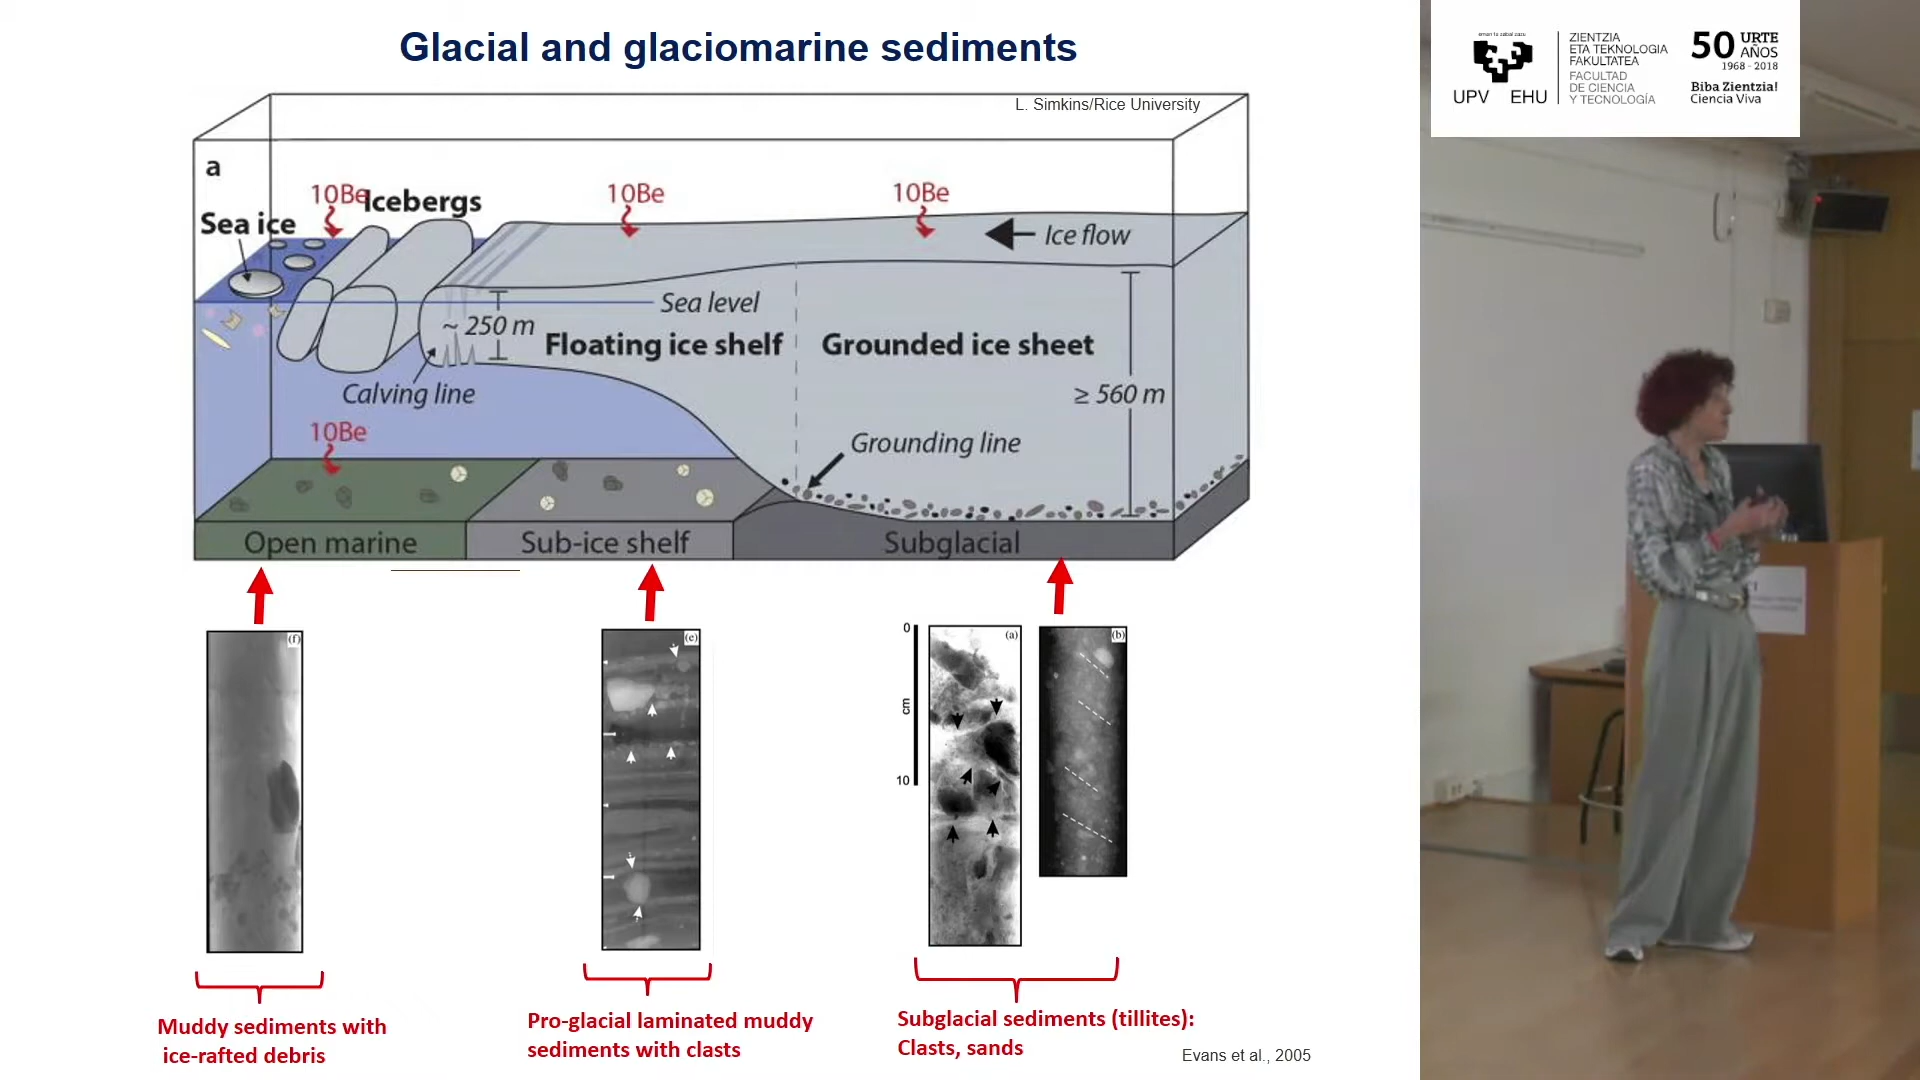 Glacial and glaciomarine sediments
L. Simkins/Rice University
a
10Be
Icebergs
10Be
10Be
Sea ice
Ice flow
Sea level
~ 250 m
Floating ice shelf
Grounded ice sheet
Calving line
≥ 560 m
10Be
Grounding line
Open marine
Sub-ice shelf
Subglacial
(f)
(e)
0
cm
10
(a)
(b)
Muddy sediments with
ice-rafted debris
Pro-glacial laminated muddy
sediments with clasts
Subglacial sediments (tillites):
Clasts, sands
Evans et al., 2005
eman ta zabal zazu
UPV EHU
ZIENTZIA
ETA TEKNOLOGIA
FAKULTATEA
FACULTAD
DE CIENCIA
Y TECNOLOGÍA
50 URTE
AÑOS
1968 - 2018
Biba Zientzia!
Ciencia Viva